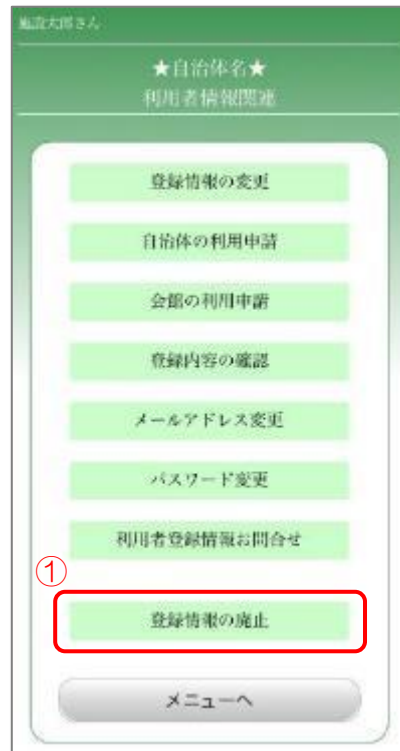 施設太郎さん
★自治体名★
利用者情報関連
登録情報の変更
自治体の利用申請
会館の利用申請
登録内容の確認
メールアドレス変更
パスワード変更
利用者登録情報お問合せ
①
登録情報の廃止
メニューへ